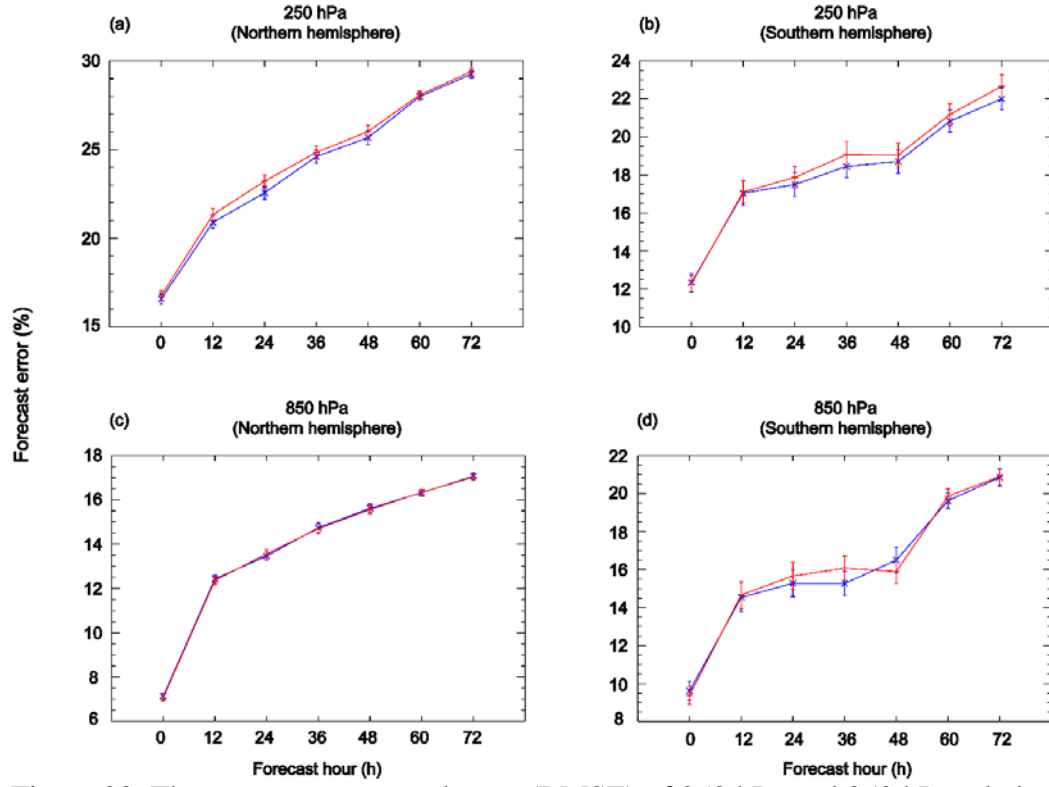 (a)
250 hPa
(Northern hemisphere)
30
25
20
15
0 12 24 36 48 60 72
(b)
250 hPa
(Southern hemisphere)
24
22
20
18
16
14
12
10
0 12 24 36 48 60 72
Forecast error (%)
(c)
850 hPa
(Northern hemisphere)
18
16
14
12
10
8
6
0 12 24 36 48 60 72
Forecast hour (h)
(d)
850 hPa
(Southern hemisphere)
22
20
18
16
14
12
10
8
0 12 24 36 48 60 72
Forecast hour (h)